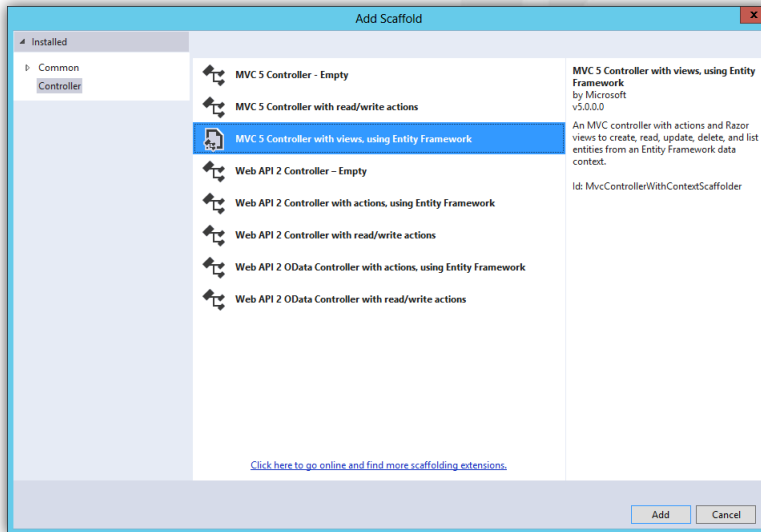 Add Scaffold
x
Installed
Common
Controller
MVC 5 Controller - Empty
MVC 5 Controller with read/write actions
MVC 5 Controller with views, using Entity Framework
Web API 2 Controller – Empty
Web API 2 Controller with actions, using Entity Framework
Web API 2 Controller with read/write actions
Web API 2 OData Controller with actions, using Entity Framework
Web API 2 OData Controller with read/write actions
Click here to go online and find more scaffolding extensions.
MVC 5 Controller with views, using Entity
Framework
by Microsoft
v5.0.0.0
An MVC controller with actions and Razor
views to create, read, update, delete, and list
entities from an Entity Framework data
context.
Id: MvcControllerWithContextScaffolder
Add
Cancel